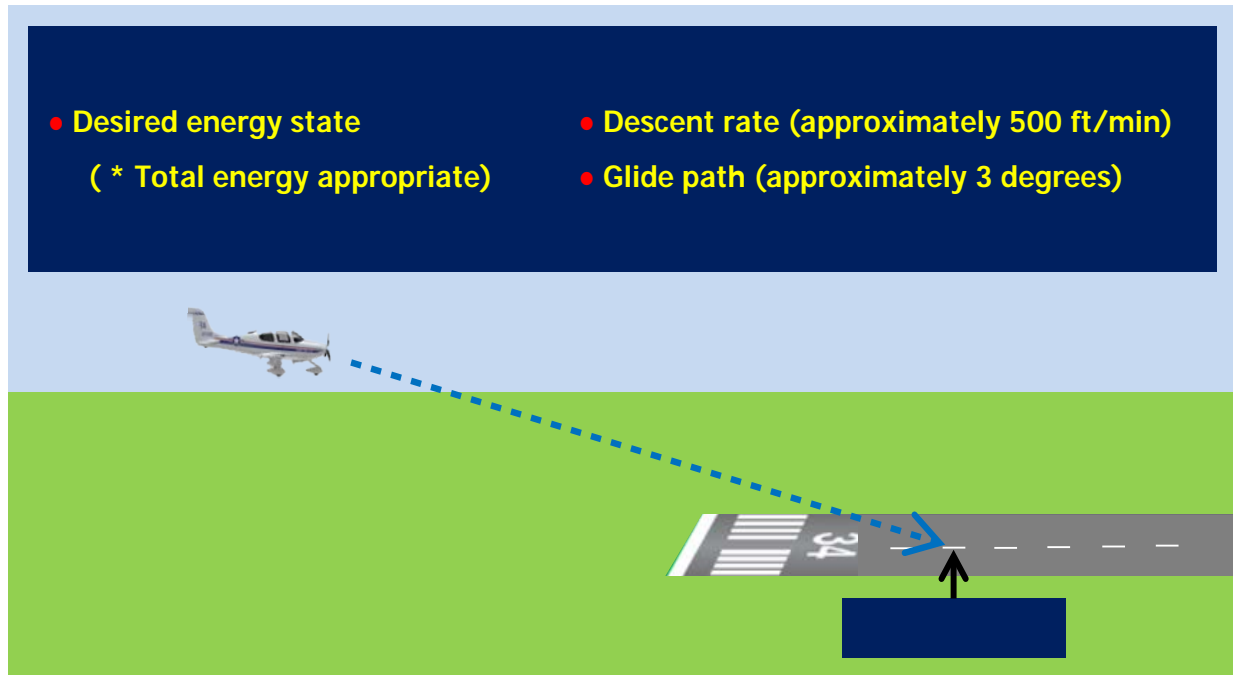 ● Desired energy state
( * Total energy appropriate)
● Descent rate (approximately 500 ft/min)
● Glide path (approximately 3 degrees)
34